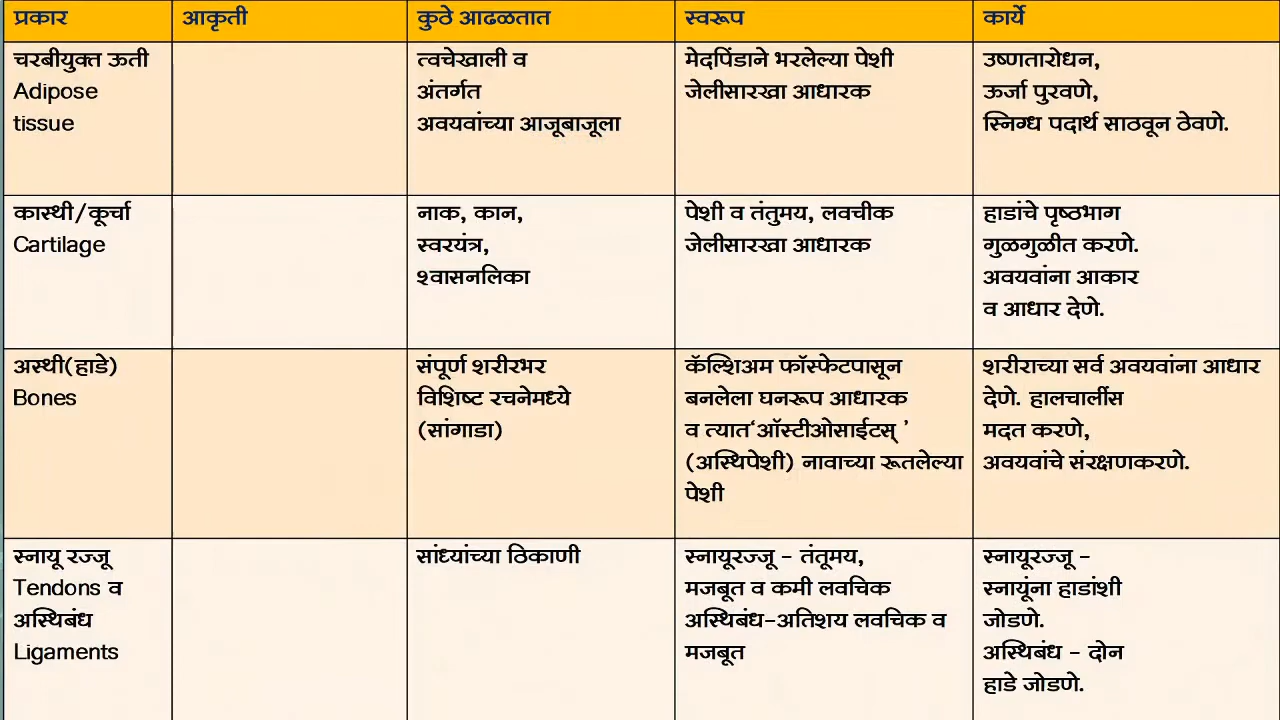 प्रकार आकृती कुठे आढळतात स्वरूप कार्ये
चरबीयुक्त ऊती
Adipose
tissue
त्वचेखाली व
अंतर्गत
अवयवांच्या आजूबाजूला
मेदपिंडाने भरलेल्या पेशी
जेलीसारखा आधारक
उष्णतारोधन,
ऊर्जा पुरवणे,
स्निग्ध पदार्थ साठवून ठेवणे.
कास्थी/कूर्चा
Cartilage
नाक, कान,
स्वरयंत्र,
श्वासनलिका
पेशी व तंतुमय, लवचीक
जेलीसारखा आधारक
हाडांचे पृष्ठभाग
गुळगुळीत करणे.
अवयवांना आकार
व आधार देणे.
अस्थी(हाडे)
Bones
संपूर्ण शरीरभर
विशिष्ट रचनेमध्ये
(सांगाडा)
कॅल्शिअम फॉस्फेटपासून
बनलेला घनरूप आधारक
व त्यात‘ऑस्टीओसाईटस् ’
(अस्थिपेशी) नावाच्या रूतलेल्या
पेशी
शरीराच्या सर्व अवयवांना आधार
देणे. हालचालींस
मदत करणे,
अवयवांचे संरक्षणकरणे.
स्नायू रज्जू
Tendons व
अस्थिबंध
Ligaments
सांध्यांच्या ठिकाणी
स्नायूरज्जू - तंतूमय,
मजबूत व कमी लवचिक
अस्थिबंध-अतिशय लवचिक व
मजबूत
स्नायूरज्जू -
स्नायूंना हाडांशी
जोडणे.
अस्थिबंध - दोन
हाडे जोडणे.